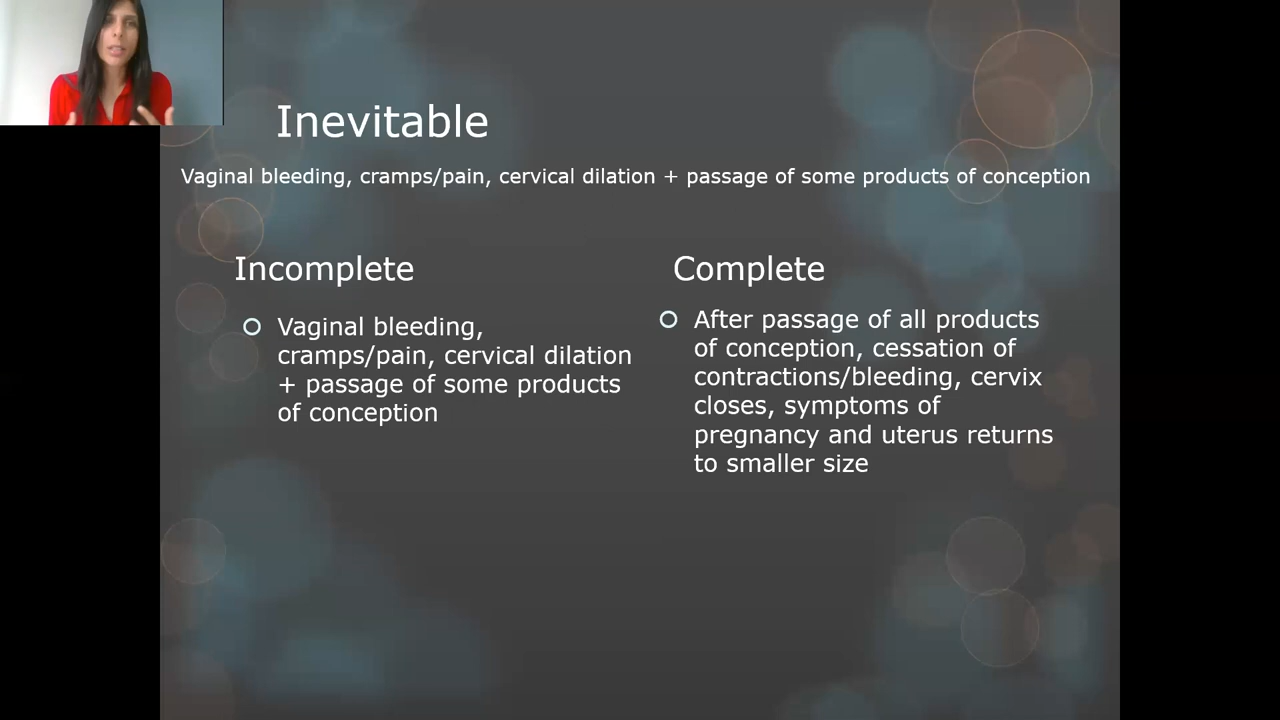 Inevitable
Vaginal bleeding, cramps/pain, cervical dilation + passage of some products of conception
Incomplete
Vaginal bleeding,
cramps/pain, cervical dilation
+ passage of some products
of conception
Complete
After passage of all products
of conception, cessation of
contractions/bleeding, cervix
closes, symptoms of
pregnancy and uterus returns
to smaller size